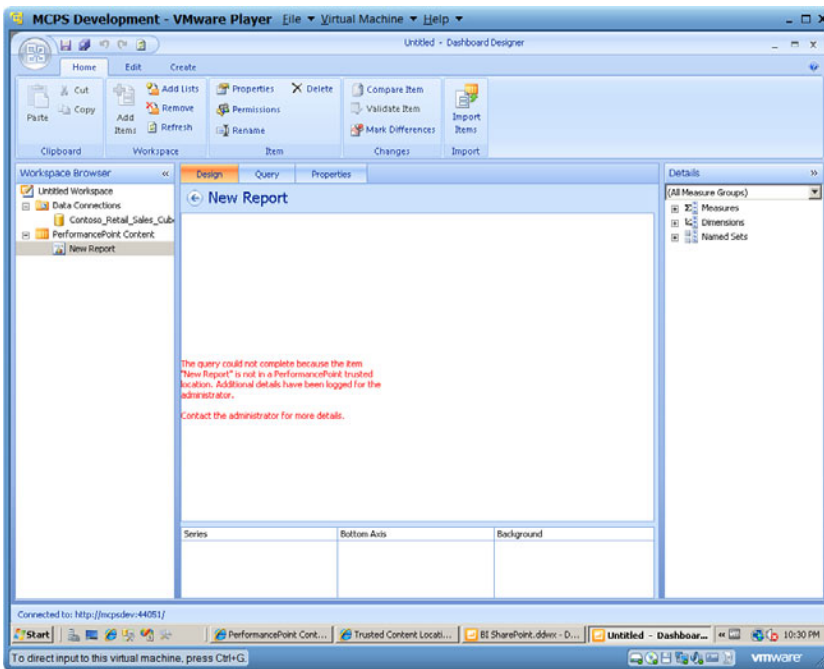 MCPS Development - VMware Player File Virtual Machine Help
Untitled - Dashboard Designer
Home Edit Create
Paste
Cut
Copy
Clipboard
Add Items
Add Lists
Remove
Refresh
Workspace
Properties
Delete
Permissions
Rename
Item
Compare Item
Validate Item
Mark Differences
Changes
Import Items
Import
Workspace Browser
Untitled Workspace
Data Connections
Contoso_Retail_Sales_Cub
PerformancePoint Content
New Report
Design Query Properties
New Report
The query could not complete because the item
"New Report" is not in a PerformancePoint trusted
location. Additional details have been logged for the
administrator.
Contact the administrator for more details.
Series Bottom Axis Background
Details
(All Measure Groups)
Measures
Dimensions
Named Sets
Connected to: http://mcpsdev:44051/
Start PerformancePoint Cont... Trusted Content Locati... BI SharePoint.ddwx - D... Untitled - Dashboar... 10:30 PM
To direct input to this virtual machine, press Ctrl+G.
vmware